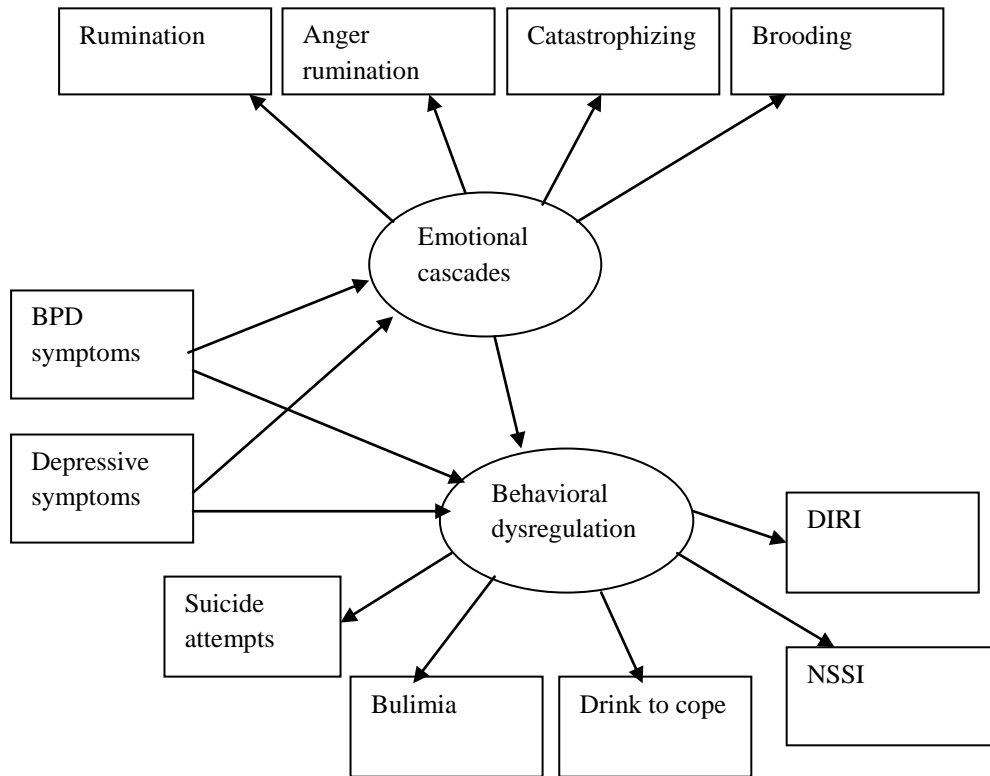 Rumination
Anger
rumination
Catastrophizing
Brooding
Emotional
cascades
BPD
symptoms
Depressive
symptoms
Behavioral
dysregulation
DIRI
Suicide
attempts
NSSI
Bulimia
Drink to cope